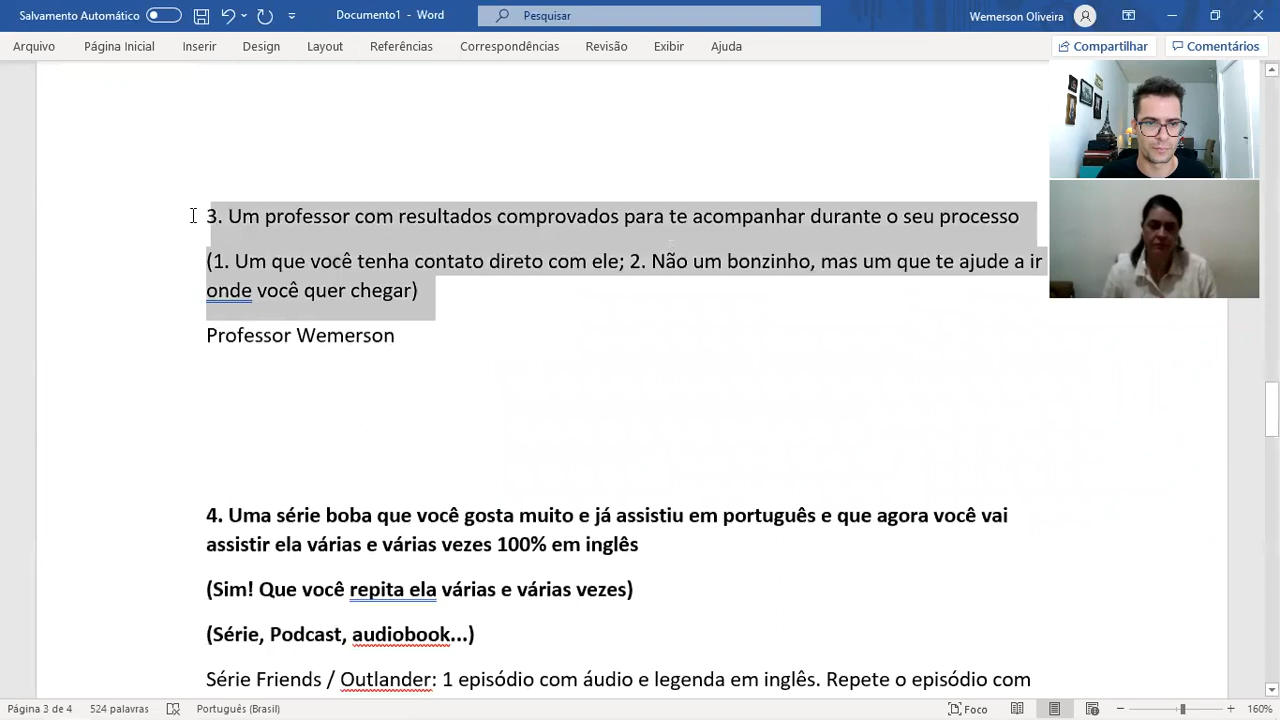 Salvamento Automático
Documento1 - Word
Pesquisar
Wemerson Oliveira
Arquivo Página Inicial Inserir Design Layout Referências Correspondências Revisão Exibir Ajuda
Compartilhar Comentários
3. Um professor com resultados comprovados para te acompanhar durante o seu processo
(1. Um que você tenha contato direto com ele; 2. Não um bonzinho, mas um que te ajude a ir
onde você quer chegar)
Professor Wemerson
4. Uma série boba que você gosta muito e já assistiu em português e que agora você vai
assistir ela várias e várias vezes 100% em inglês
(Sim! Que você repita ela várias e várias vezes)
(Série, Podcast, audiobook...)
Série Friends / Outlander: 1 episódio com áudio e legenda em inglês. Repete o episódio com
Página 3 de 4 524 palavras Português (Brasil) Foco 160%